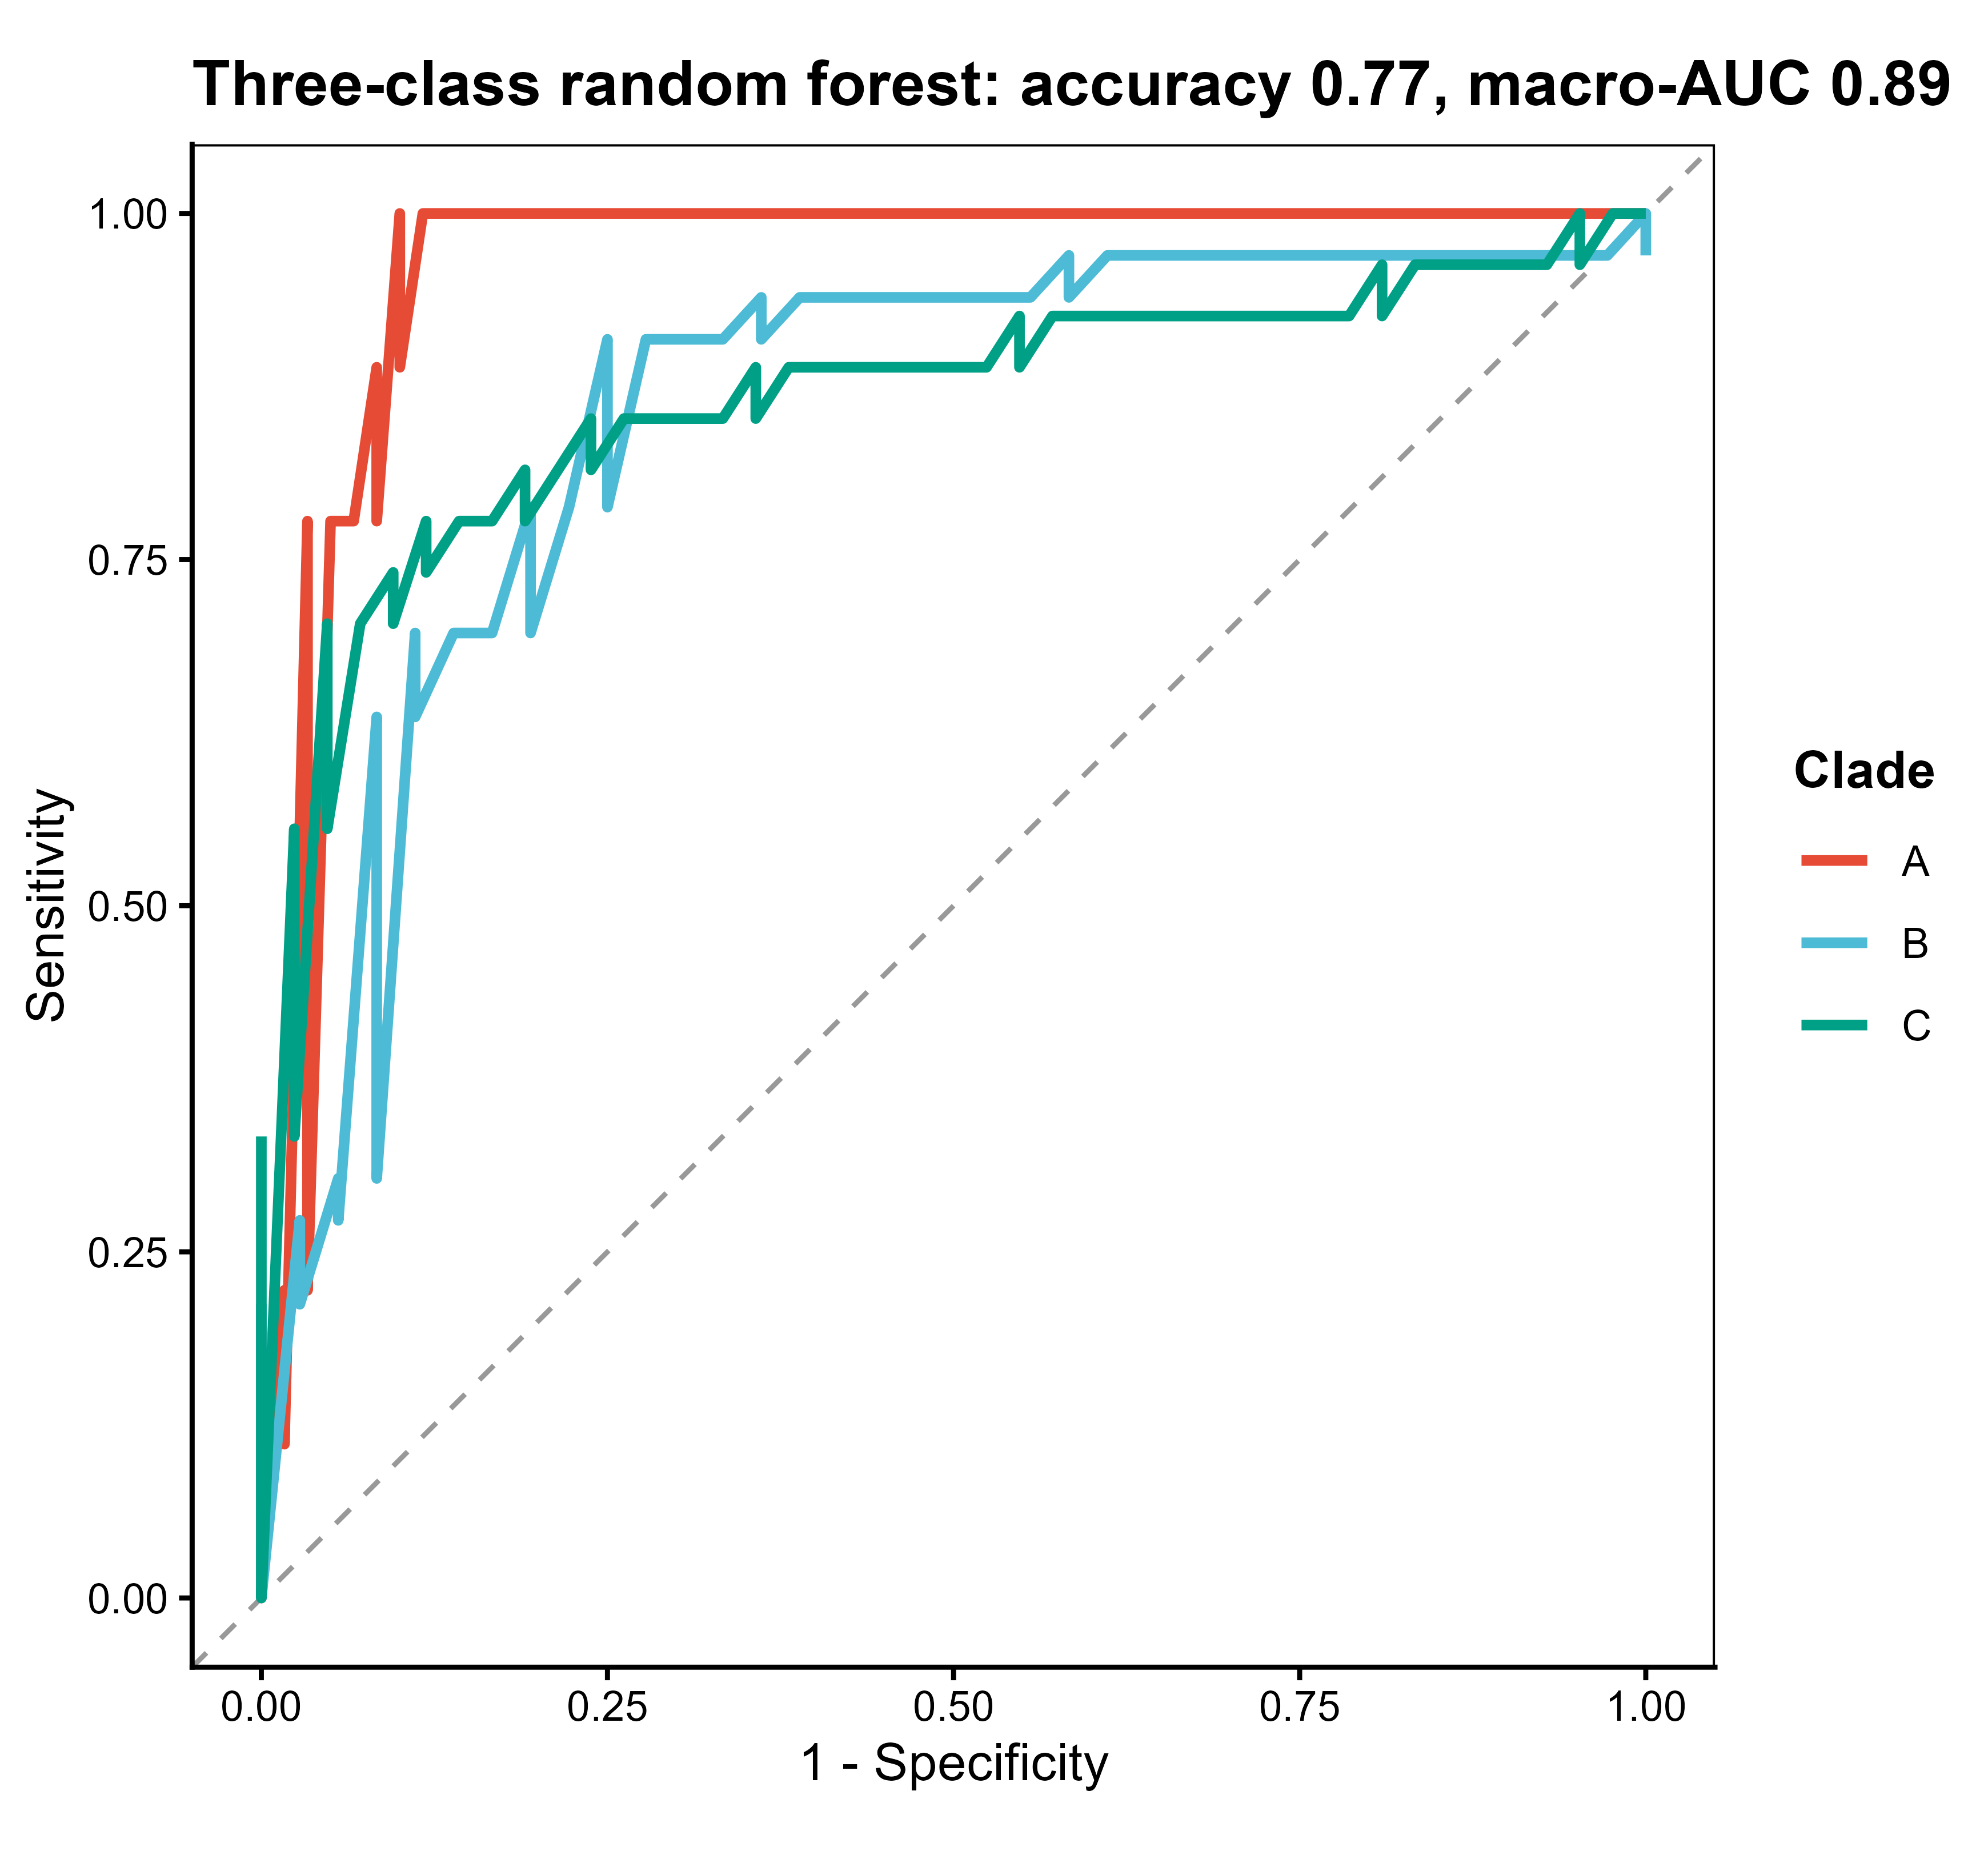 Three-class random forest: accuracy 0.77, macro-AUC 0.89
1.00
0.75
0.50
0.25
0.00
Sensitivity
0.00 0.25 0.50 0.75 1.00
1 - Specificity
Clade
A
B
C